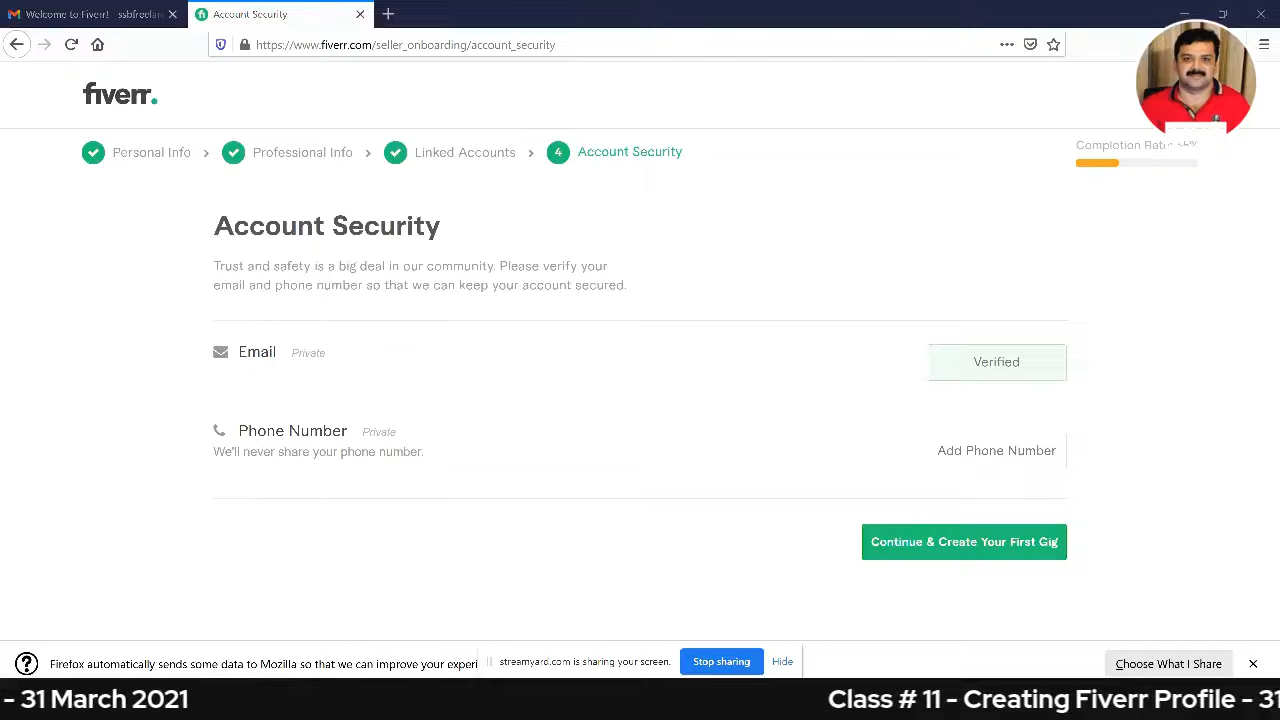 Welcome to Fiverr! ssbfreelan
Account Security
https://www.fiverr.com/seller_onboarding/account_security
fiverr.
Personal Info
Professional Info
Linked Accounts
4 Account Security
Completion Rate:
Account Security
Trust and safety is a big deal in our community. Please verify your
email and phone number so that we can keep your account secured.
Email Private
Verified
Phone Number Private
We'll never share your phone number.
Add Phone Number
Continue & Create Your First Gig
Firefox automatically sends some data to Mozilla so that we can improve your experi
streamyard.com is sharing your screen.
Stop sharing
Hide
Choose What I Share
- 31 March 2021
Class # 11 - Creating Fiverr Profile - 31